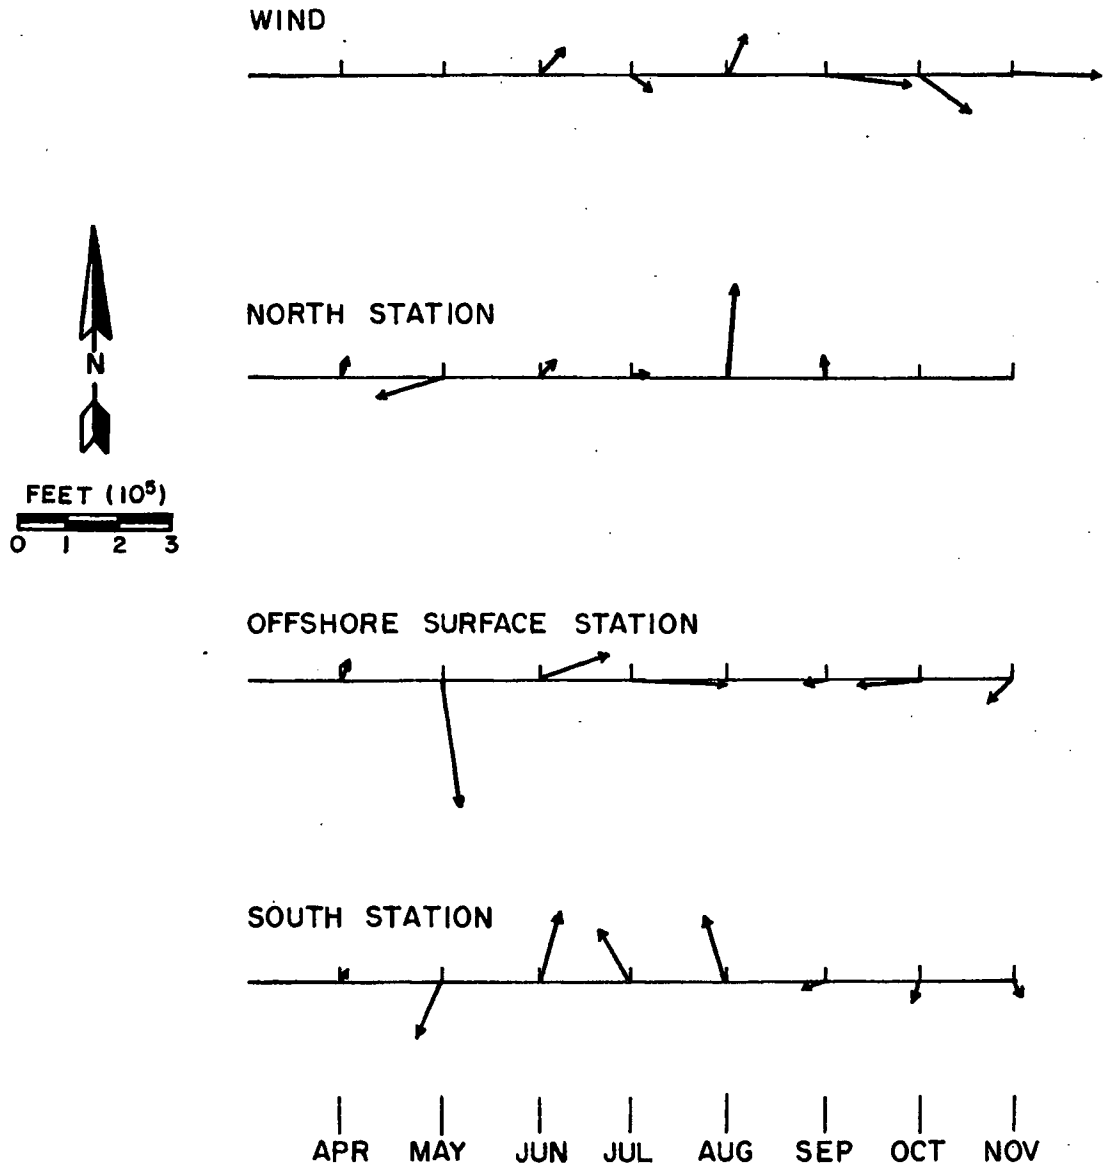 WIND
NORTH STATION
N
FEET (10⁵)
0 1 2 3
OFFSHORE SURFACE STATION
SOUTH STATION
APR MAY JUN JUL AUG SEP OCT NOV